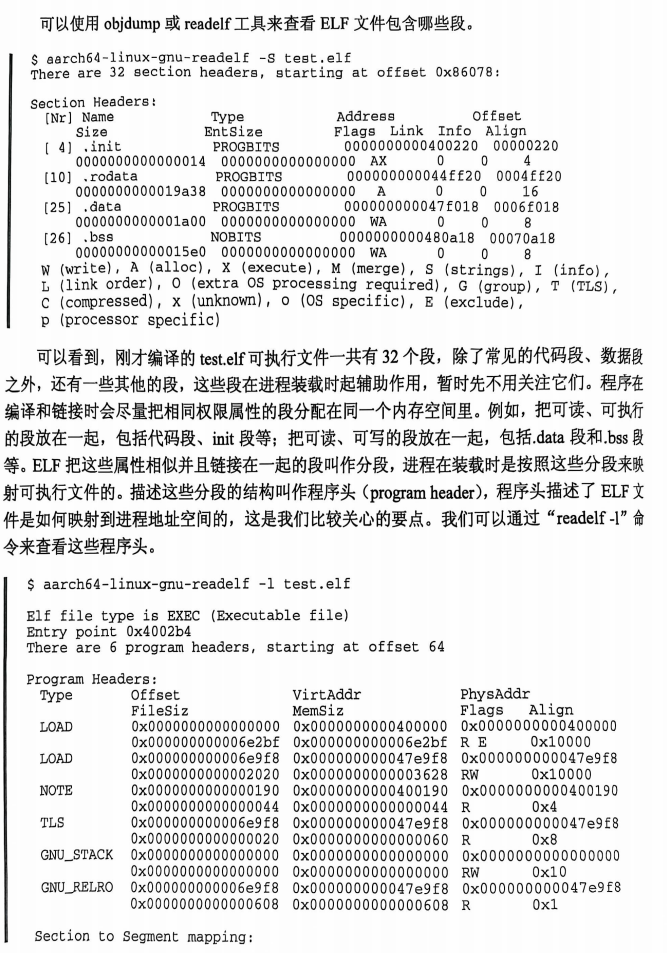 可以使用 objdump 或 readelf 工具来查看 ELF 文件包含哪些段。
$ aarch64-linux-gnu-readelf -S test.elf
There are 32 section headers, starting at offset 0x86078:
Section Headers:
[Nr] Name Type Address Offset
Size EntSize Flags Link Info Align
[ 4] .init PROGBITS 0000000000400220 00000220
0000000000000014 0000000000000000 AX 0 0 4
[10] .rodata PROGBITS 000000000044ff20 0004ff20
0000000000019a38 0000000000000000 A 0 0 16
[25] .data PROGBITS 000000000047f018 0006f018
0000000000001a00 0000000000000000 WA 0 0 8
[26] .bss NOBITS 0000000000480a18 00070a18
00000000000015e0 0000000000000000 WA 0 0 8
W (write), A (alloc), X (execute), M (merge), S (strings), I (info),
L (link order), O (extra OS processing required), G (group), T (TLS),
C (compressed), x (unknown), o (OS specific), E (exclude),
p (processor specific)
可以看到，刚才编译的 test.elf 可执行文件一共有 32 个段，除了常见的代码段、数据段
之外，还有一些其他的段，这些段在进程装载时起辅助作用，暂时先不用关注它们。程序在
编译和链接时会尽量把相同权限属性的段分配在同一个内存空间里。例如，把可读、可执行
的段放在一起，包括代码段、init 段等；把可读、可写的段放在一起，包括.data 段和.bss 段
等。ELF 把这些属性相似并且链接在一起的段叫作分段，进程在装载时是按照这些分段来映
射可执行文件的。描述这些分段的结构叫作程序头（program header），程序头描述了 ELF 文
件是如何映射到进程地址空间的，这是我们比较关心的要点。我们可以通过“readelf -l”命
令来查看这些程序头。
$ aarch64-linux-gnu-readelf -l test.elf
Elf file type is EXEC (Executable file)
Entry point 0x4002b4
There are 6 program headers, starting at offset 64
Program Headers:
Type Offset VirtAddr PhysAddr
FileSiz MemSiz Flags Align
LOAD 0x0000000000000000 0x0000000000400000 0x0000000000400000
0x000000000006e2bf 0x000000000006e2bf R E 0x10000
LOAD 0x000000000006e9f8 0x000000000047e9f8 0x000000000047e9f8
0x0000000000002020 0x0000000000003628 RW 0x10000
NOTE 0x0000000000000190 0x0000000000400190 0x0000000000400190
0x0000000000000044 0x0000000000000044 R 0x4
TLS 0x000000000006e9f8 0x000000000047e9f8 0x000000000047e9f8
0x0000000000000020 0x0000000000000060 R 0x8
GNU_STACK 0x0000000000000000 0x0000000000000000 0x0000000000000000
0x0000000000000000 0x0000000000000000 RW 0x10
GNU_RELRO 0x000000000006e9f8 0x000000000047e9f8 0x000000000047e9f8
0x0000000000000608 0x0000000000000608 R 0x1
Section to Segment mapping: